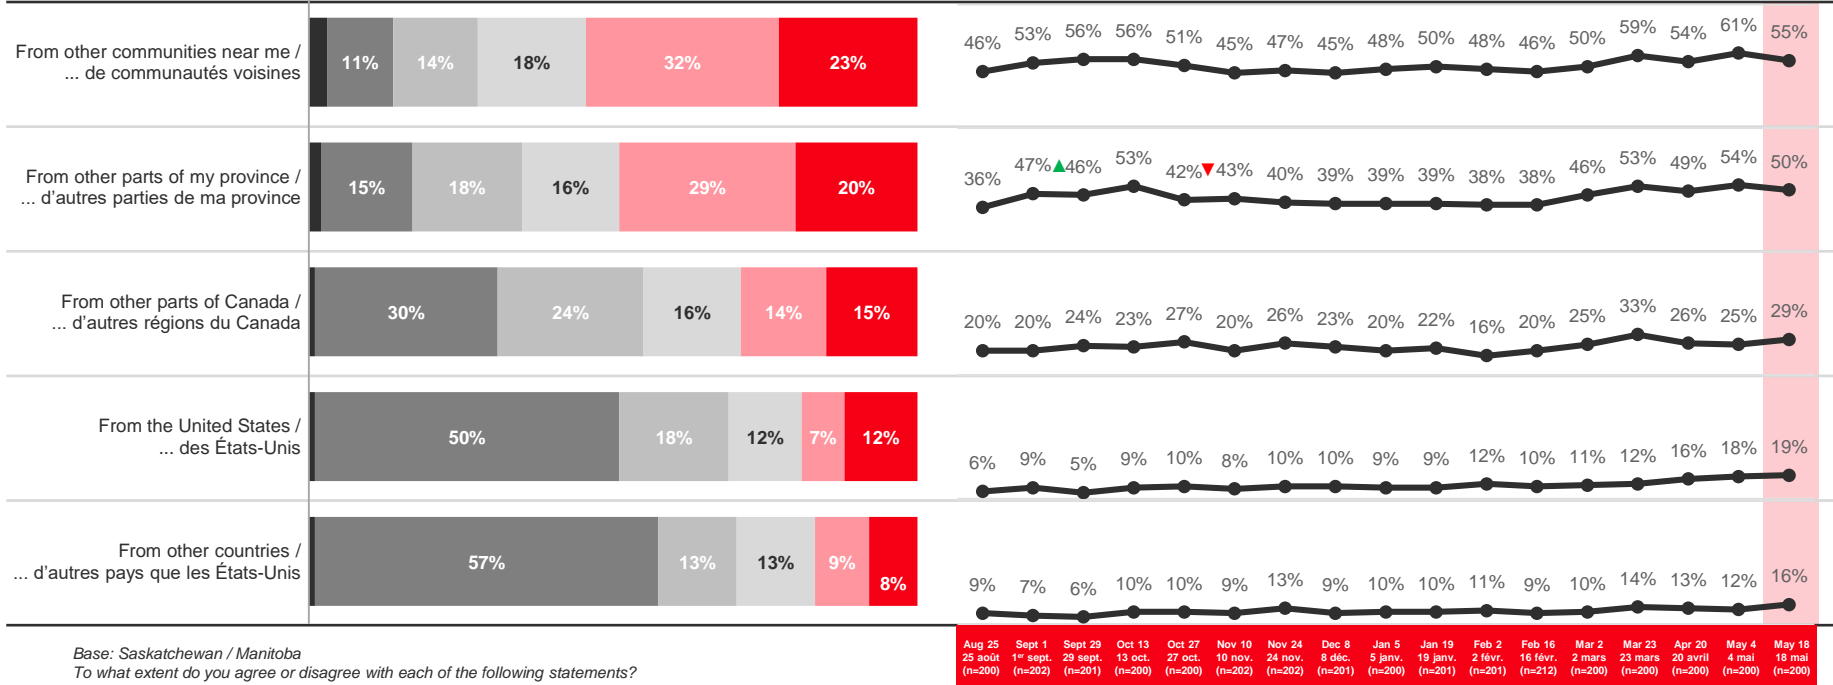 From other communities near me /
... de communautés voisines
11% 14% 18% 32% 23%
46% 53% 56% 56% 51% 45% 47% 45% 48% 50% 48% 46% 50% 59% 54% 61% 55%
From other parts of my province /
... d'autres parties de ma province
15% 18% 16% 29% 20%
36% 47% 46% 53% 42% 43% 40% 39% 39% 39% 38% 38% 46% 53% 49% 54% 50%
From other parts of Canada /
... d'autres régions du Canada
30% 24% 16% 14% 15%
20% 20% 24% 23% 27% 20% 26% 23% 20% 22% 16% 20% 25% 33% 26% 25% 29%
From the United States /
... des États-Unis
50% 18% 12% 7% 12%
6% 9% 5% 9% 10% 8% 10% 10% 9% 9% 12% 10% 11% 12% 16% 18% 19%
From other countries /
... d'autres pays que les États-Unis
57% 13% 13% 9% 8%
9% 7% 6% 10% 10% 9% 13% 9% 10% 10% 11% 9% 10% 14% 13% 12% 16%
Aug 25 Sept 1 Sept 29 Oct 13 Oct 27 Nov 10 Nov 24 Dec 8 Jan 5 Jan 19 Feb 2 Feb 16 Mar 2 Mar 23 Apr 20 May 4 May 18
25 août 1er sept. 29 sept. 13 oct. 27 oct. 10 nov. 24 nov. 8 déc. 5 janv. 19 janv. 2 févr. 16 févr. 2 mars 23 mars 20 avril 4 mai 18 mai
(n=200) (n=202) (n=201) (n=200) (n=200) (n=202) (n=202) (n=201) (n=200) (n=201) (n=201) (n=212) (n=200) (n=200) (n=200) (n=200) (n=200)
Base: Saskatchewan / Manitoba
To what extent do you agree or disagree with each of the following statements?